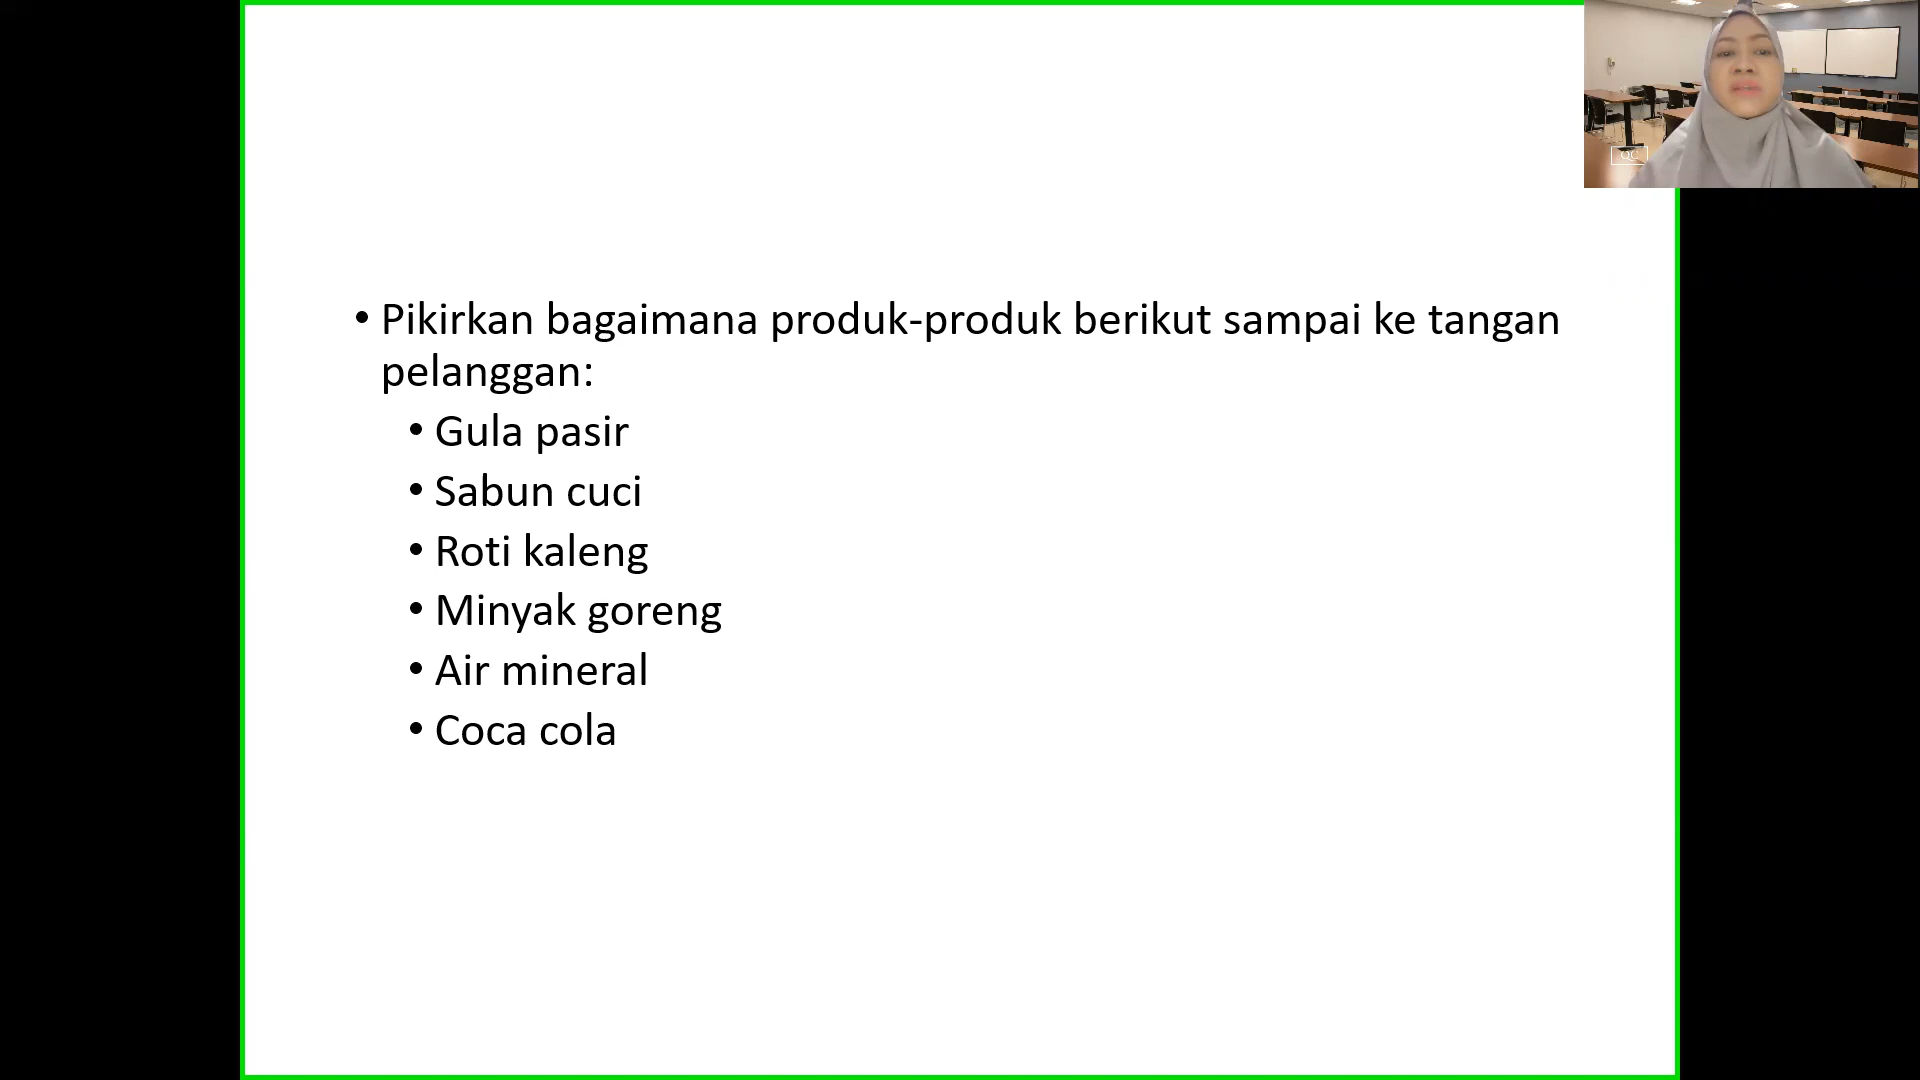 • Pikirkan bagaimana produk-produk berikut sampai ke tangan
pelanggan:
• Gula pasir
• Sabun cuci
• Roti kaleng
• Minyak goreng
• Air mineral
• Coca cola